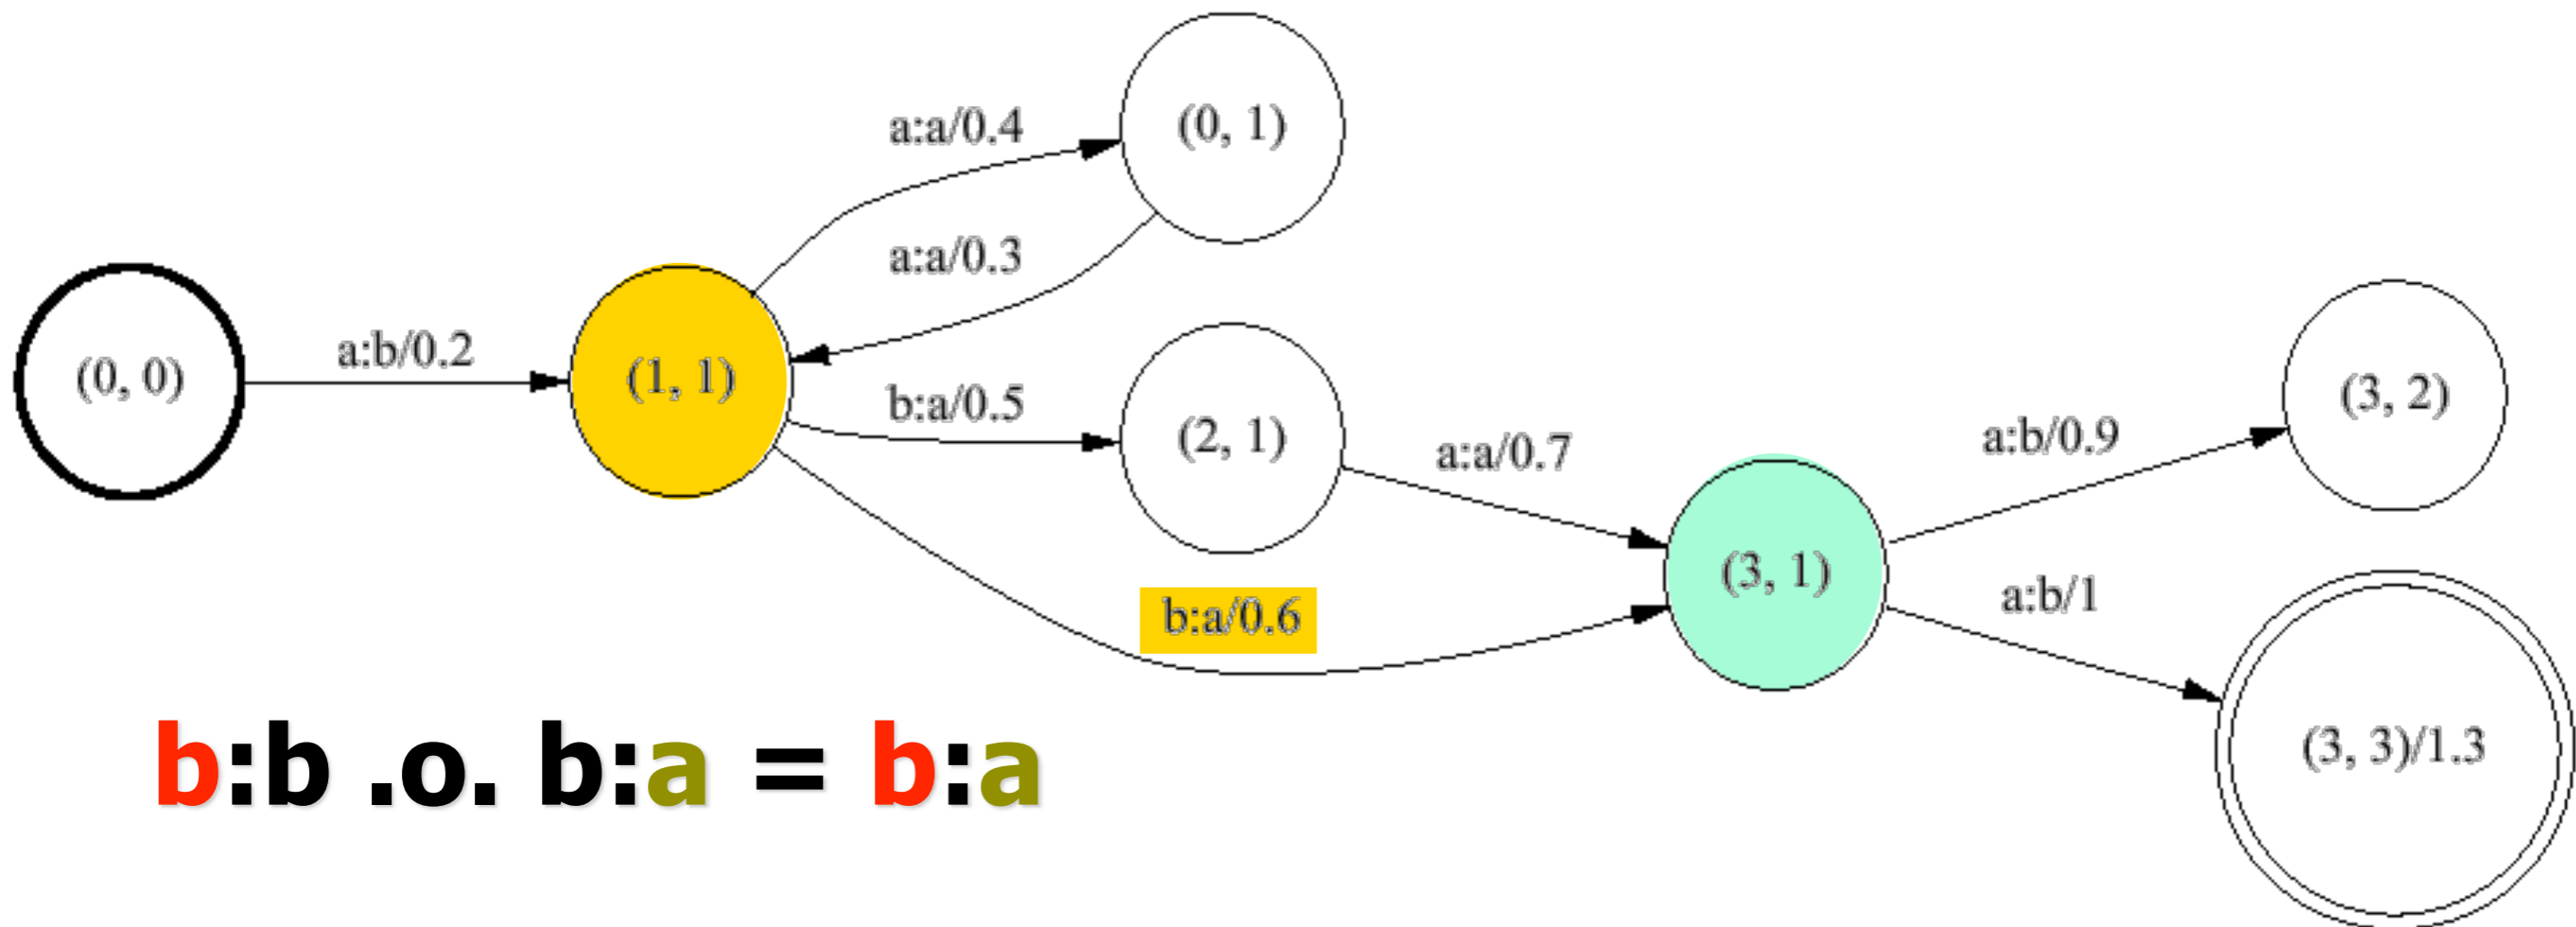 a:a/0.4
(0, 1)
a:a/0.3
(0, 0)
a:b/0.2
(1, 1)
b:a/0.5
(2, 1)
a:a/0.7
b:a/0.6
(3, 1)
a:b/0.9
(3, 2)
a:b/1
(3, 3)/1.3
b:b .o. b:a = b:a